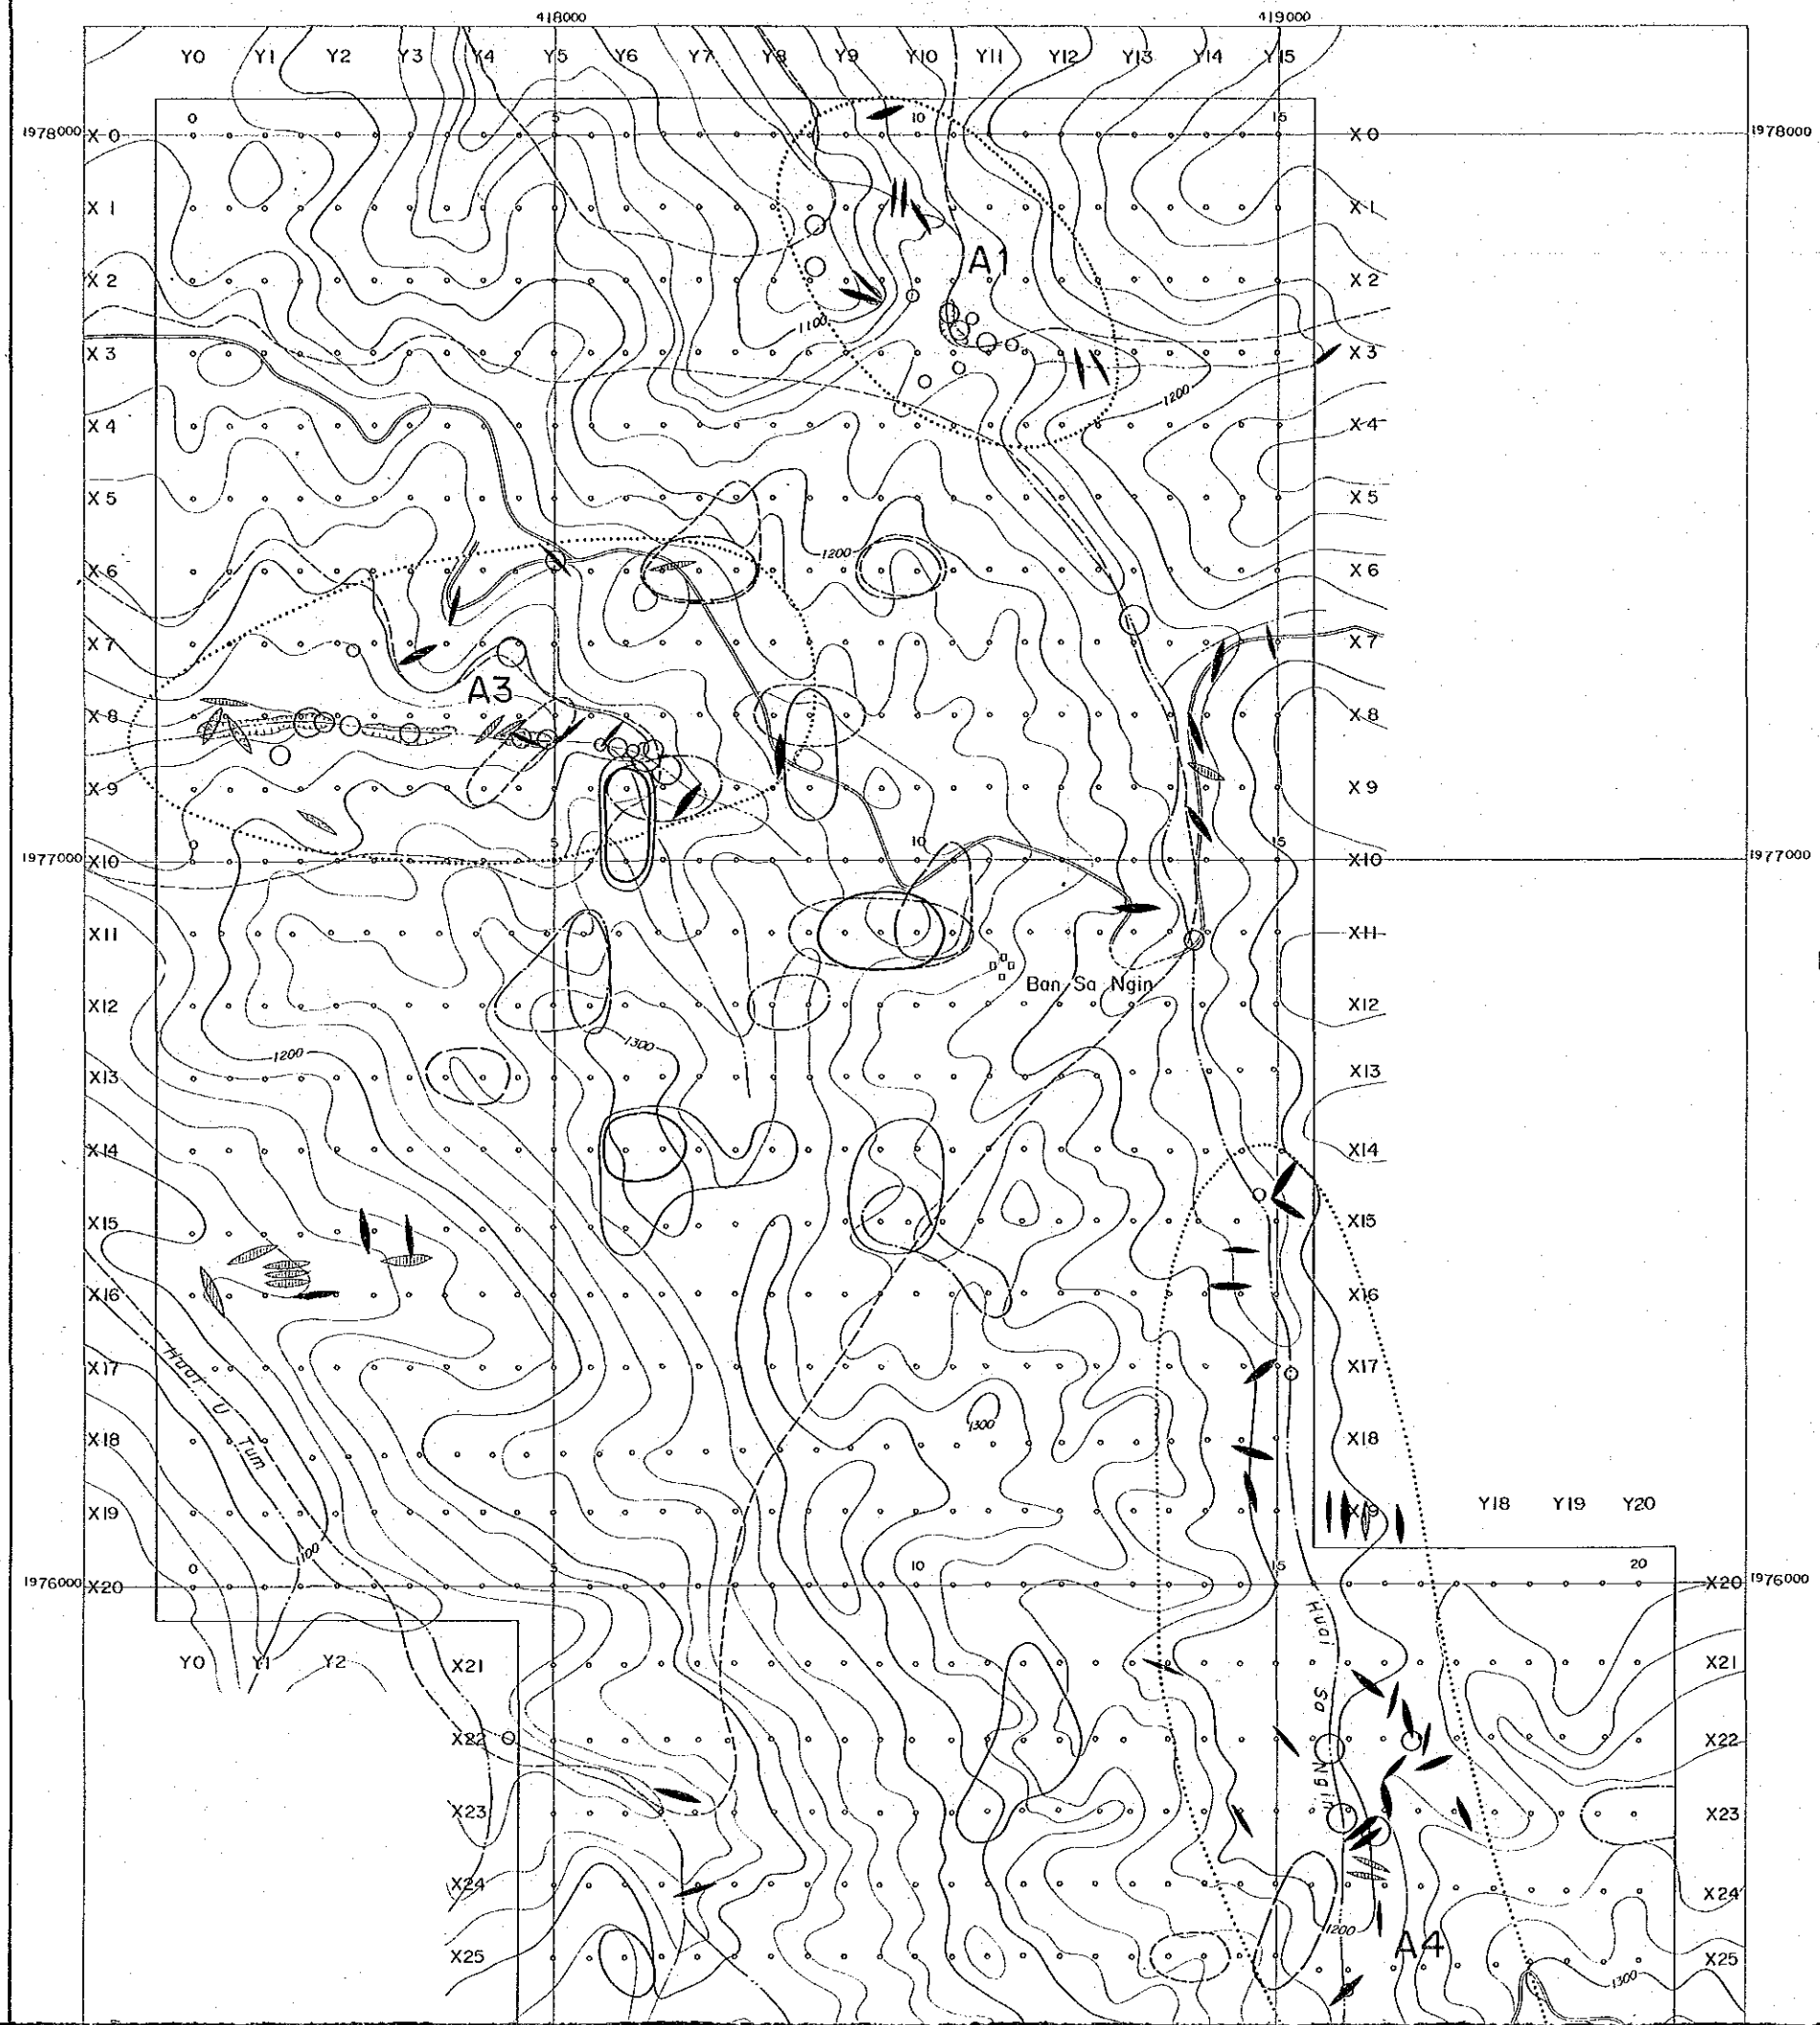 418000 419000
Y0 Y1 Y2 Y3 Y4 Y5 Y6 Y7 Y8 Y9 Y10 Y11 Y12 Y13 Y14 Y15
0 5 10 15
1978000 X0 X0 1978000
X1 X1
A1
X2 X2
1100
X3 X3
1200
X4 X4
X5 X5
1200
X6 X6
X7 X7
A3
X8 X8
X9 X9
0 5 10 15
1977000 X10 X10 1977000
X11 X11
Ban Sa Ngin
X12 X12
1300
1200
X13 X13
X14 X14
X15 X15
X16 X16
Huai U Tum
X17 X17
1300
X18 X18
X19 X19 Y18 Y19 Y20
1100
0 5 10 15 20
1976000 X20 X20 1976000
Huai Sa Ngin
Y0 Y1 Y2 X21 X21
X22 X22
X23 X23
X24 X24
1200
A4
X25 X25
1300